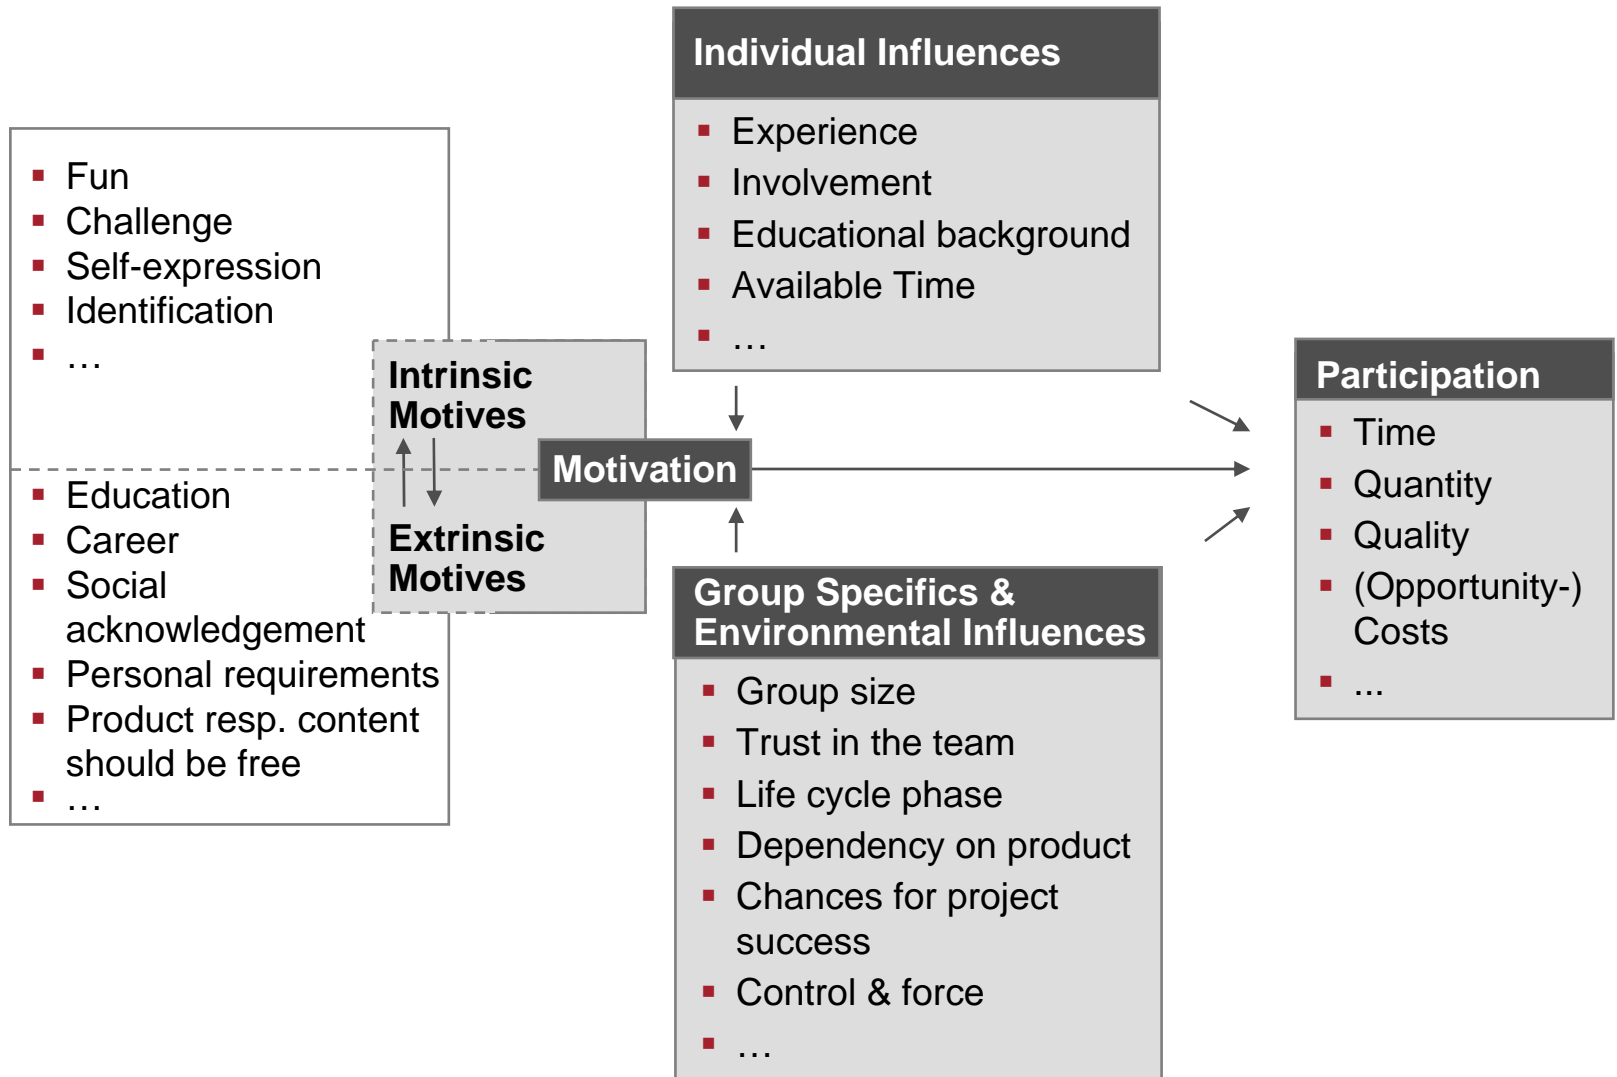 Individual Influences
▪ Experience
▪ Involvement
▪ Educational background
▪ Available Time
▪ …
▪ Fun
▪ Challenge
▪ Self-expression
▪ Identification
▪ …
Intrinsic
Motives
Motivation
Extrinsic
Motives
▪ Education
▪ Career
▪ Social
acknowledgement
▪ Personal requirements
▪ Product resp. content
should be free
▪ …
Group Specifics &
Environmental Influences
▪ Group size
▪ Trust in the team
▪ Life cycle phase
▪ Dependency on product
▪ Chances for project
success
▪ Control & force
▪ …
Participation
▪ Time
▪ Quantity
▪ Quality
▪ (Opportunity-)
Costs
▪ ...